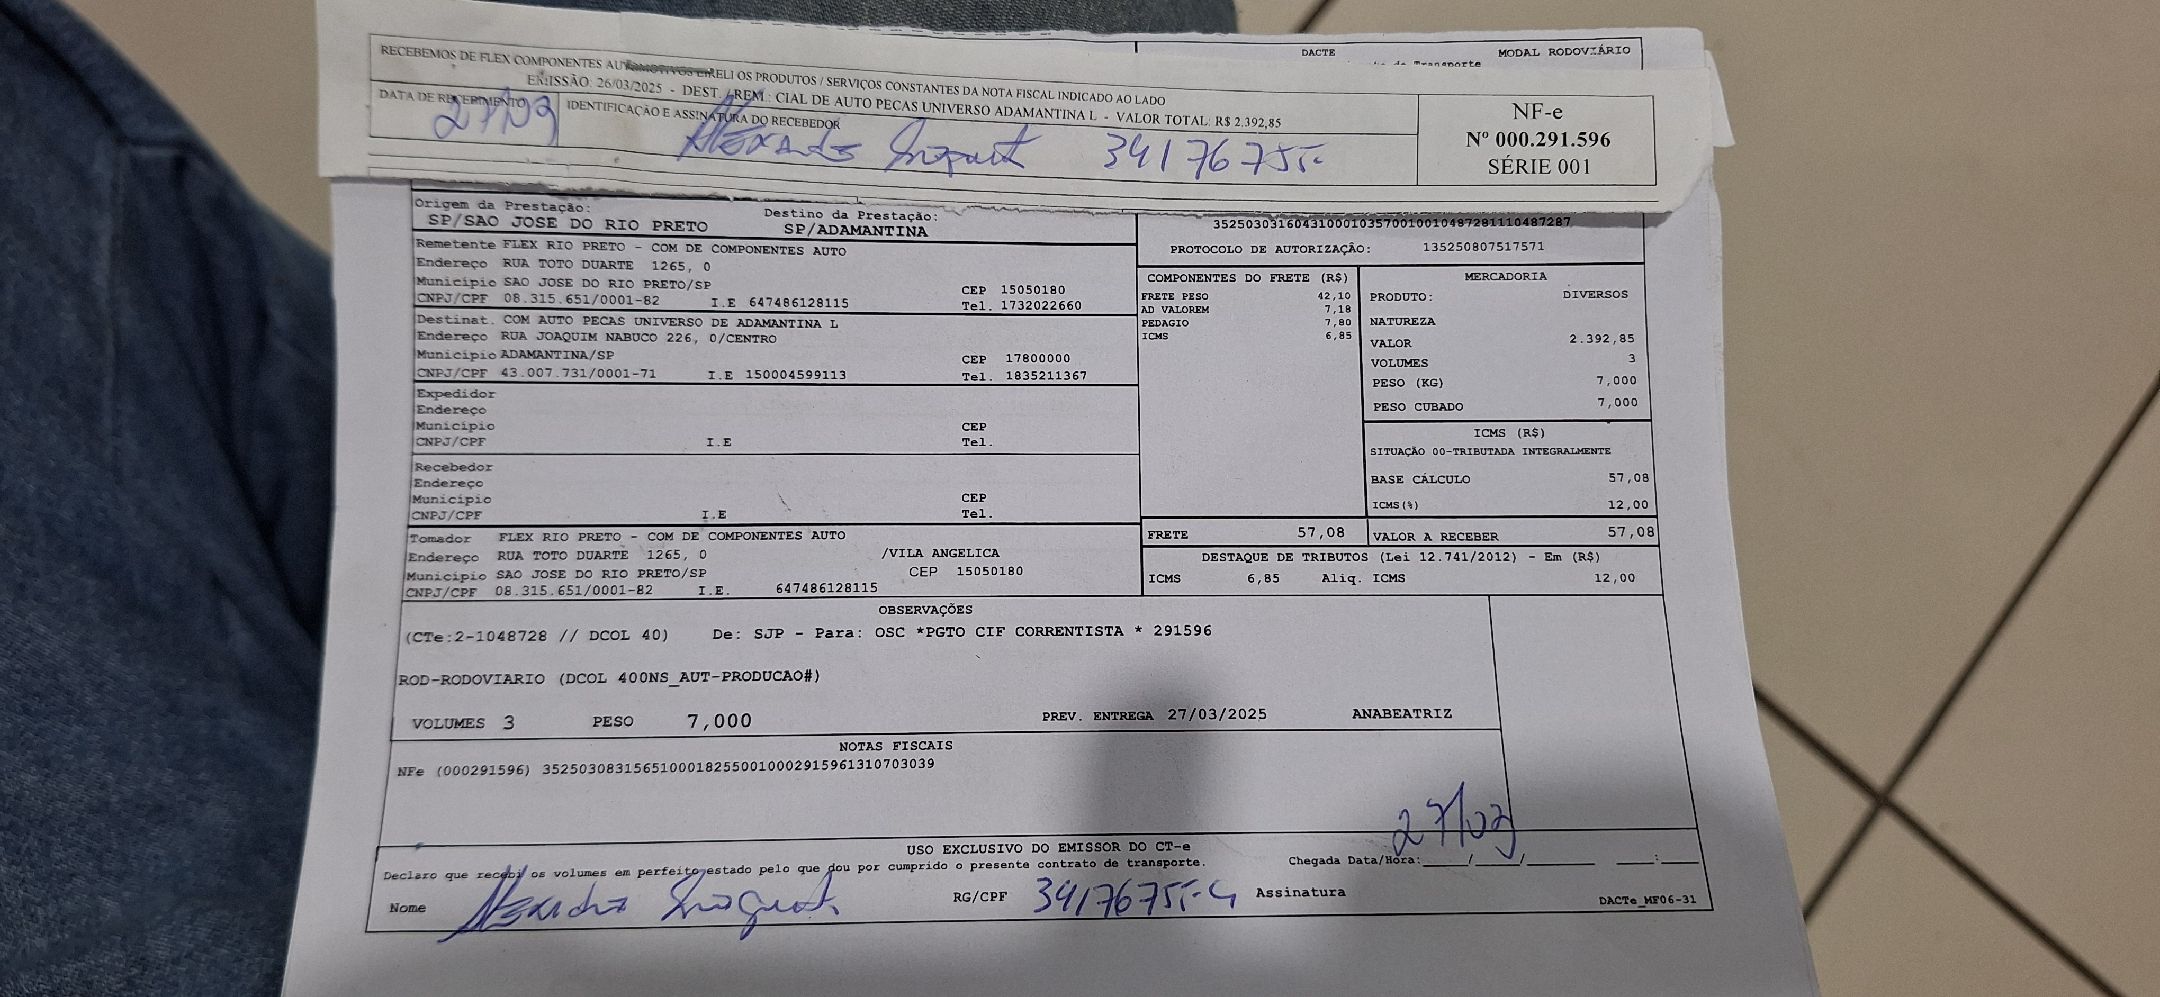 DACTE MODAL RODOVIÁRIO
RECEBEMOS DE FLEX COMPONENTES AUTOMOTIVOS EIRELI OS PRODUTOS / SERVIÇOS CONSTANTES DA NOTA FISCAL INDICADO AO LADO
EMISSÃO: 26/03/2025 - DEST. / REM.: CIAL DE AUTO PECAS UNIVERSO ADAMANTINA L - VALOR TOTAL: R$ 2.392,85
DATA DE RECEBIMENTO IDENTIFICAÇÃO E ASSINATURA DO RECEBEDOR
27/03 Alexandre 34176755-
NF-e
Nº 000.291.596
SÉRIE 001
Origem da Prestação: Destino da Prestação:
SP/SAO JOSE DO RIO PRETO SP/ADAMANTINA
Remetente FLEX RIO PRETO - COM DE COMPONENTES AUTO
Endereço RUA TOTO DUARTE 1265, 0
Município SAO JOSE DO RIO PRETO/SP CEP 15050180
CNPJ/CPF 08.315.651/0001-82 I.E 647486128115 Tel. 1732022660
Destinat. COM AUTO PECAS UNIVERSO DE ADAMANTINA L
Endereço RUA JOAQUIM NABUCO 226, 0/CENTRO
Município ADAMANTINA/SP CEP 17800000
CNPJ/CPF 43.007.731/0001-71 I.E 150004599113 Tel. 1835211367
Expedidor
Endereço
Município CEP
CNPJ/CPF I.E Tel.
Recebedor
Endereço
Município CEP
CNPJ/CPF I.E Tel.
Tomador FLEX RIO PRETO - COM DE COMPONENTES AUTO
Endereço RUA TOTO DUARTE 1265, 0 /VILA ANGELICA
Município SAO JOSE DO RIO PRETO/SP CEP 15050180
CNPJ/CPF 08.315.651/0001-82 I.E. 647486128115
PROTOCOLO DE AUTORIZAÇÃO: 135250807517571
COMPONENTES DO FRETE (R$)
FRETE PESO 42,10
AD VALOREM 7,18
PEDAGIO 7,80
ICMS 6,85
MERCADORIA
PRODUTO: DIVERSOS
NATUREZA
VALOR 2.392,85
VOLUMES 3
PESO (KG) 7,000
PESO CUBADO 7,000
ICMS (R$)
SITUAÇÃO 00-TRIBUTADA INTEGRALMENTE
BASE CÁLCULO 57,08
ICMS(%) 12,00
FRETE 57,08 VALOR A RECEBER 57,08
DESTAQUE DE TRIBUTOS (Lei 12.741/2012) - Em (R$)
ICMS 6,85 Aliq. ICMS 12,00
OBSERVAÇÕES
(CTe:2-1048728 // DCOL 40) De: SJP - Para: OSC *PGTO CIF CORRENTISTA * 291596
ROD-RODOVIARIO (DCOL 400NS_AUT-PRODUCAO#)
VOLUMES 3 PESO 7,000 PREV. ENTREGA 27/03/2025 ANABEATRIZ
NOTAS FISCAIS
NFe (000291596) 35250308315651000182550010002915961310703039
27/03
USO EXCLUSIVO DO EMISSOR DO CT-e
Declaro que recebi os volumes em perfeito estado pelo que dou por cumprido o presente contrato de transporte. Chegada Data/Hora:____/____/_______ ____:____
Nome Alexandre RG/CPF 34176755-4 Assinatura
DACTe_MF06-31